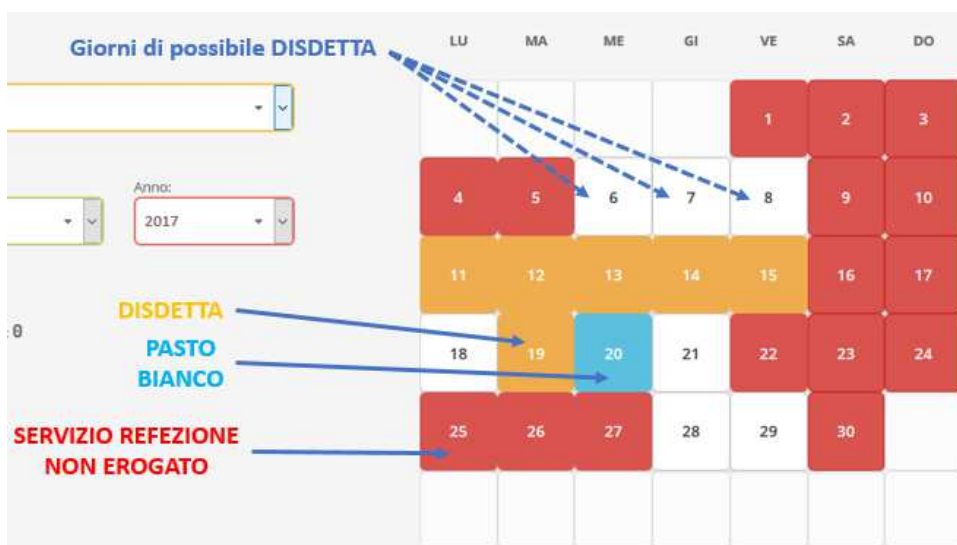 Giorni di possibile DISDETTA
LU MA ME GI VE SA DO
1 2 3
Anno:
2017
4 5 6 7 8 9 10
11 12 13 14 15 16 17
DISDETTA
: 0
PASTO
BIANCO
18 19 20 21 22 23 24
SERVIZIO REFEZIONE
NON EROGATO
25 26 27 28 29 30